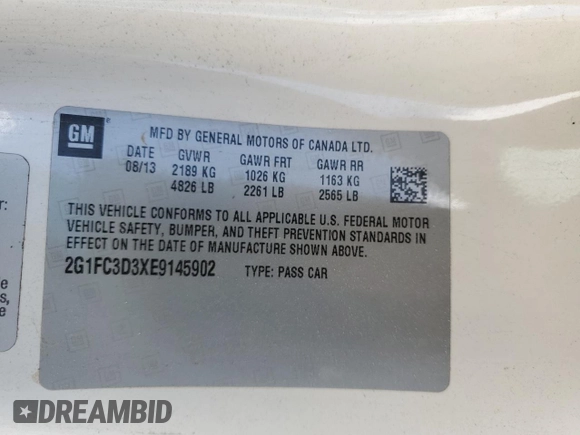 GM
MFD BY GENERAL MOTORS OF CANADA LTD.
DATE GVWR GAWR FRT GAWR RR
08/13 2189 KG 1026 KG 1163 KG
4826 LB 2261 LB 2565 LB
THIS VEHICLE CONFORMS TO ALL APPLICABLE U.S. FEDERAL MOTOR
VEHICLE SAFETY, BUMPER, AND THEFT PREVENTION STANDARDS IN
EFFECT ON THE DATE OF MANUFACTURE SHOWN ABOVE.
2G1FC3D3XE9145902 TYPE: PASS CAR
DREAMBID